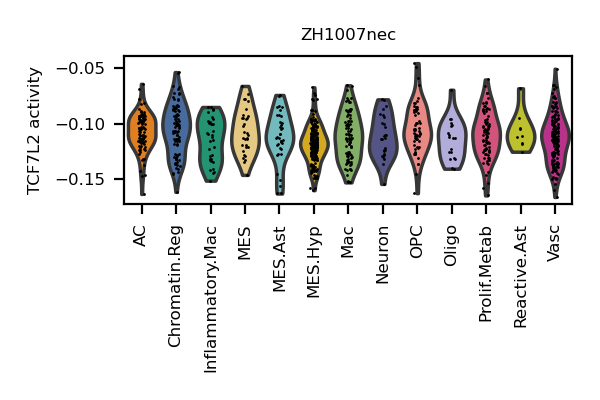 ZH1007nec
TCF7L2 activity
−0.05
−0.10
−0.15
AC
Chromatin.Reg
Inflammatory.Mac
MES
MES.Ast
MES.Hyp
Mac
Neuron
OPC
Oligo
Prolif.Metab
Reactive.Ast
Vasc